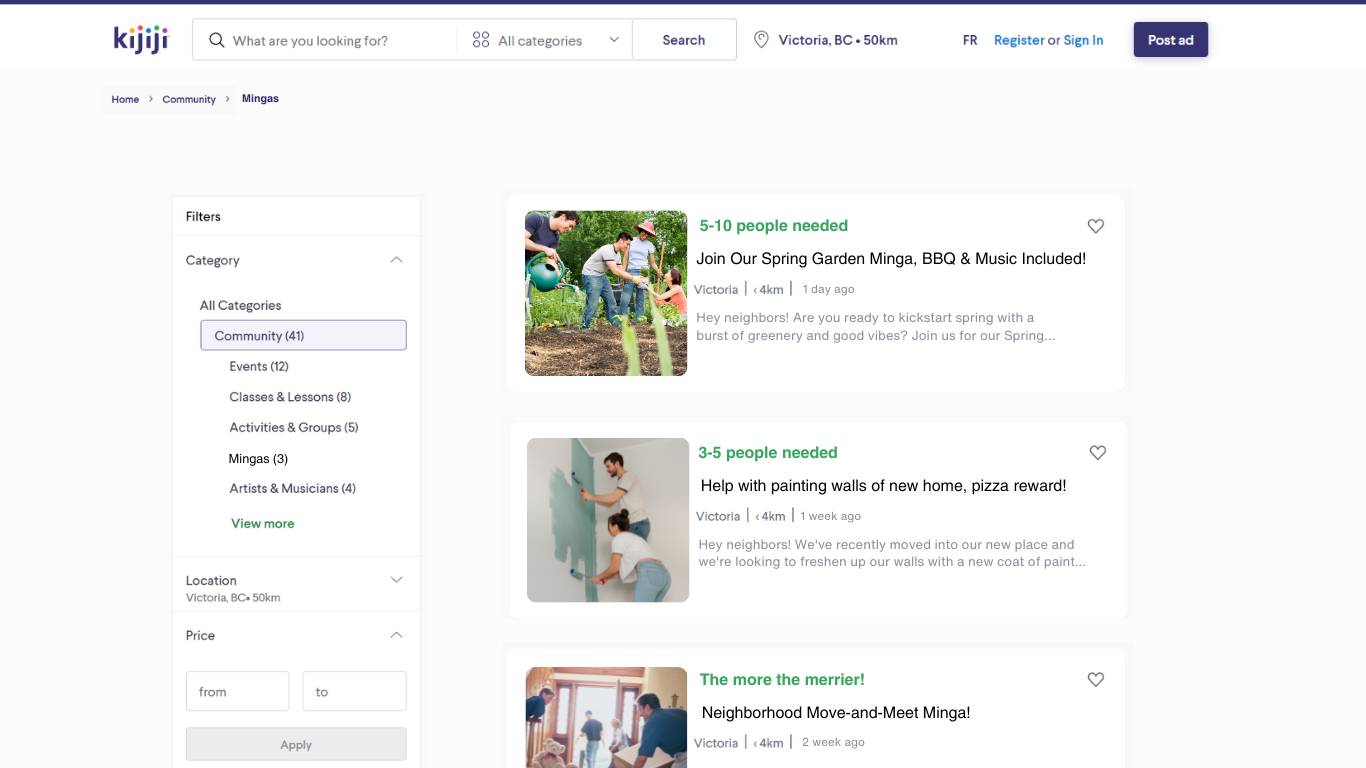 kijiji
What are you looking for?
All categories
Search
Victoria, BC • 50km
FR
Register or Sign In
Post ad
Home > Community > Mingas
Filters
Category
All Categories
Community (41)
Events (12)
Classes & Lessons (8)
Activities & Groups (5)
Mingas (3)
Artists & Musicians (4)
View more
Location
Victoria, BC• 50km
Price
from
to
Apply
5-10 people needed
Join Our Spring Garden Minga, BBQ & Music Included!
Victoria | ‹ 4km | 1 day ago
Hey neighbors! Are you ready to kickstart spring with a
burst of greenery and good vibes? Join us for our Spring...
3-5 people needed
Help with painting walls of new home, pizza reward!
Victoria | ‹ 4km | 1 week ago
Hey neighbors! We've recently moved into our new place and
we're looking to freshen up our walls with a new coat of paint...
The more the merrier!
Neighborhood Move-and-Meet Minga!
Victoria | ‹ 4km | 2 week ago